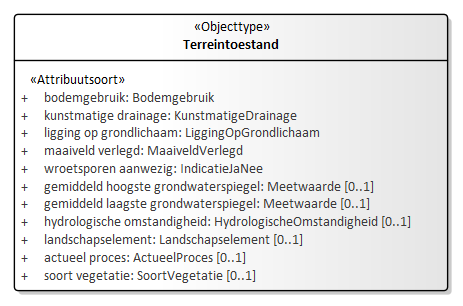 «Objecttype»
Terreintoestand
«Attribuutsoort»
+ bodemgebruik: Bodemgebruik
+ kunstmatige drainage: KunstmatigeDrainage
+ ligging op grondlichaam: LiggingOpGrondlichaam
+ maaiveld verlegd: MaaiveldVerlegd
+ wroetsporen aanwezig: IndicatieJaNee
+ gemiddeld hoogste grondwaterspiegel: Meetwaarde [0..1]
+ gemiddeld laagste grondwaterspiegel: Meetwaarde [0..1]
+ hydrologische omstandigheid: HydrologischeOmstandigheid [0..1]
+ landschapselement: Landschapselement [0..1]
+ actueel proces: ActueelProces [0..1]
+ soort vegetatie: SoortVegetatie [0..1]